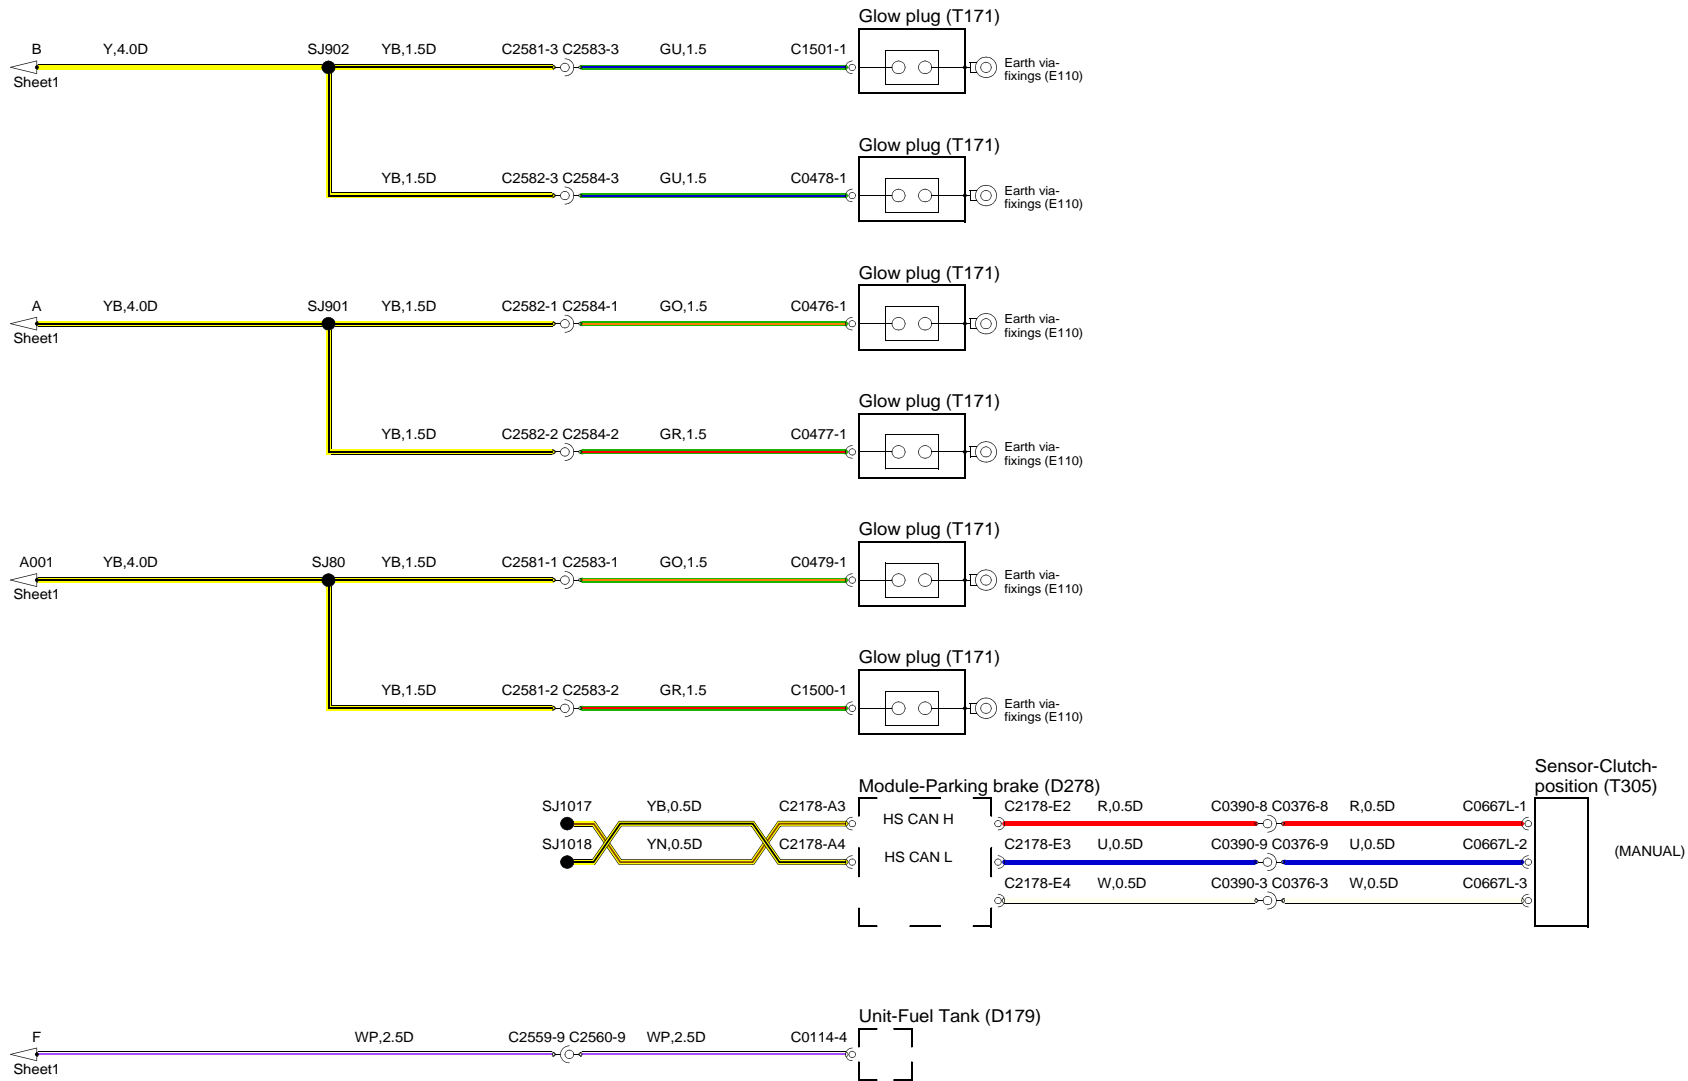 Glow plug (T171)
B Y,4.0D SJ902 YB,1.5D C2581-3 C2583-3 GU,1.5 C1501-1
Earth via-
fixings (E110)
Sheet1
Glow plug (T171)
YB,1.5D C2582-3 C2584-3 GU,1.5 C0478-1
Earth via-
fixings (E110)
Glow plug (T171)
A YB,4.0D SJ901 YB,1.5D C2582-1 C2584-1 GO,1.5 C0476-1
Earth via-
fixings (E110)
Sheet1
Glow plug (T171)
YB,1.5D C2582-2 C2584-2 GR,1.5 C0477-1
Earth via-
fixings (E110)
Glow plug (T171)
A001 YB,4.0D SJ80 YB,1.5D C2581-1 C2583-1 GO,1.5 C0479-1
Earth via-
fixings (E110)
Sheet1
Glow plug (T171)
YB,1.5D C2581-2 C2583-2 GR,1.5 C1500-1
Earth via-
fixings (E110)
Sensor-Clutch-
position (T305)
Module-Parking brake (D278)
SJ1017 YB,0.5D C2178-A3 HS CAN H C2178-E2 R,0.5D C0390-8 C0376-8 R,0.5D C0667L-1
SJ1018 YN,0.5D C2178-A4 HS CAN L C2178-E3 U,0.5D C0390-9 C0376-9 U,0.5D C0667L-2
(MANUAL)
C2178-E4 W,0.5D C0390-3 C0376-3 W,0.5D C0667L-3
Unit-Fuel Tank (D179)
F WP,2.5D C2559-9 C2560-9 WP,2.5D C0114-4
Sheet1